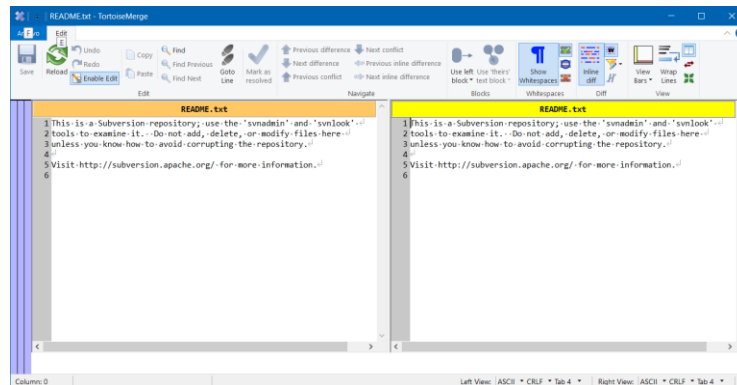 README.txt - TortoiseMerge
Edit
F
E
Save
Reload
Undo
Redo
Enable Edit
Copy
Paste
Find
Find Previous
Find Next
Goto Line
Mark as resolved
Edit
Previous difference
Next conflict
Next difference
Previous inline difference
Previous conflict
Next inline difference
Navigate
Use left block
Use 'theirs' text block
Blocks
Show Whitespaces
Whitespaces
Inline diff
Diff
View Bars
Wrap Lines
View
README.txt
1 This·is·a·Subversion·repository;·use·the·'svnadmin'·and·'svnlook'·
2 tools·to·examine·it.··Do·not·add,·delete,·or·modify·files·here·
3 unless·you·know·how·to·avoid·corrupting·the·repository.
4
5 Visit·http://subversion.apache.org/·for·more·information.
6
README.txt
1 This·is·a·Subversion·repository;·use·the·'svnadmin'·and·'svnlook'·
2 tools·to·examine·it.··Do·not·add,·delete,·or·modify·files·here·
3 unless·you·know·how·to·avoid·corrupting·the·repository.
4
5 Visit·http://subversion.apache.org/·for·more·information.
6
Column: 0
Left View: ASCII CRLF Tab 4
Right View: ASCII CRLF Tab 4